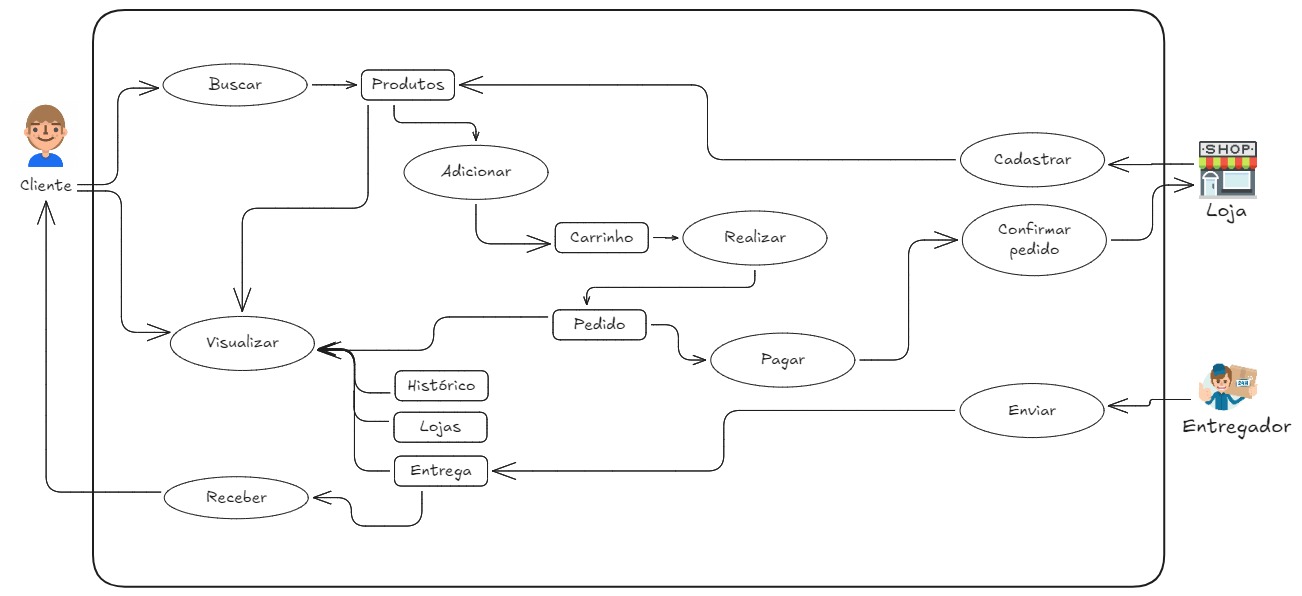 Buscar
Produtos
SHOP
Cadastrar
Adicionar
Cliente
Loja
Carrinho
Realizar
Confirmar
pedido
Pedido
Visualizar
Pagar
Histórico
24H
Enviar
Lojas
Entregador
Entrega
Receber